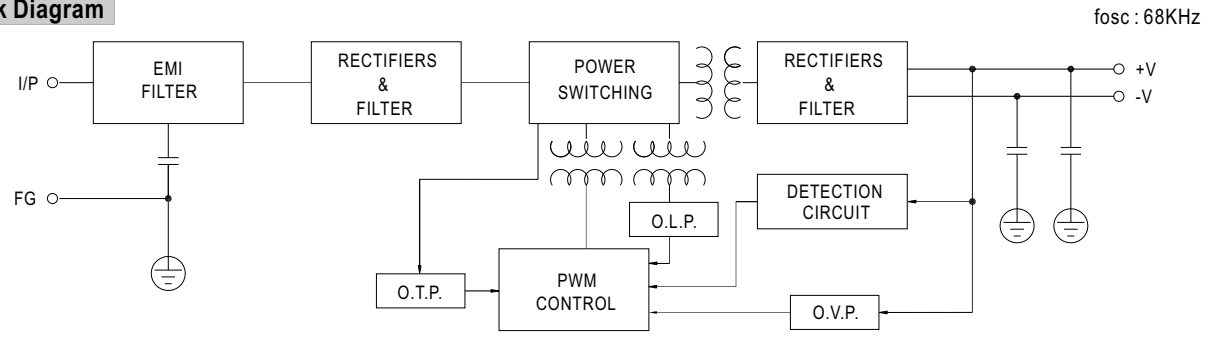 Diagram
fosc : 68KHz
I/P
EMI
FILTER
RECTIFIERS
&
FILTER
POWER
SWITCHING
RECTIFIERS
&
FILTER
+V
-V
FG
DETECTION
CIRCUIT
O.L.P.
O.T.P.
PWM
CONTROL
O.V.P.